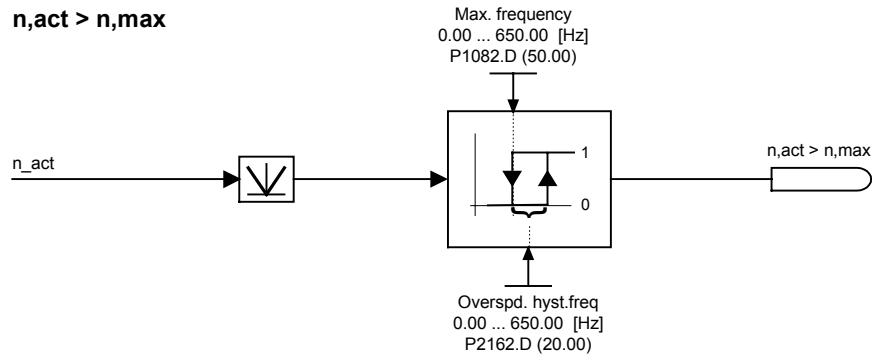 n,act > n,max
Max. frequency
0.00 ... 650.00 [Hz]
P1082.D (50.00)
n_act
1
0
n,act > n,max
Overspd. hyst.freq
0.00 ... 650.00 [Hz]
P2162.D (20.00)